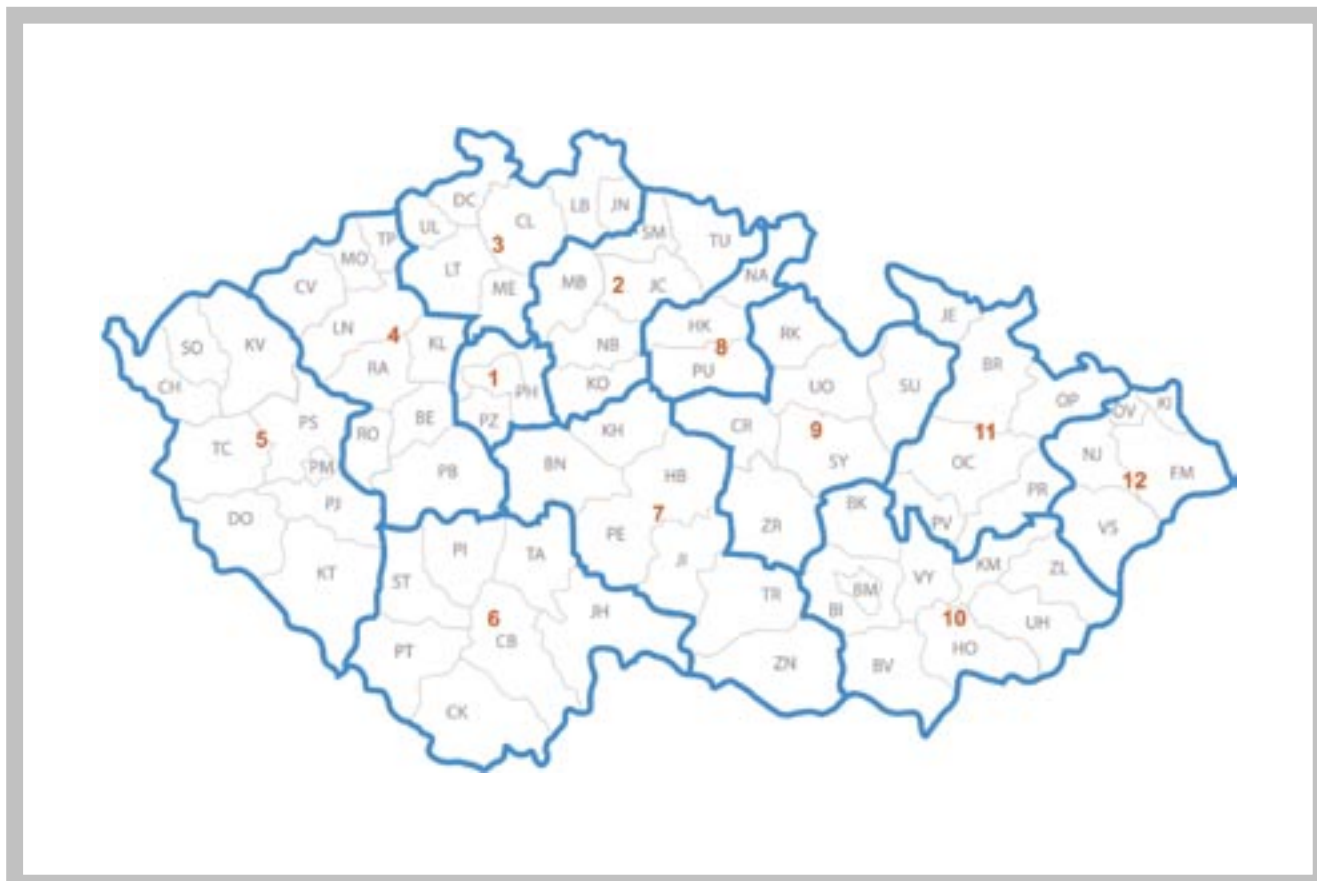 DC
LB
JN
UL
CL
SM
TP
3
TU
MO
LT
NA
CV
ME
MB
2
JC
JE
LN
4
KL
HK
RK
SO
KV
NB
8
BR
RA
1
PU
CH
PH
KO
UO
SU
OP
KJ
OV
BE
PZ
PS
RO
KH
CR
9
11
TC
5
NJ
PM
PB
BN
HB
SY
OC
FM
12
PJ
PR
DO
7
BK
PV
VS
PE
ZR
PI
TA
KT
ST
JI
KM
ZL
VY
BM
TR
BI
JH
6
10
UH
CB
PT
HO
ZN
BV
CK